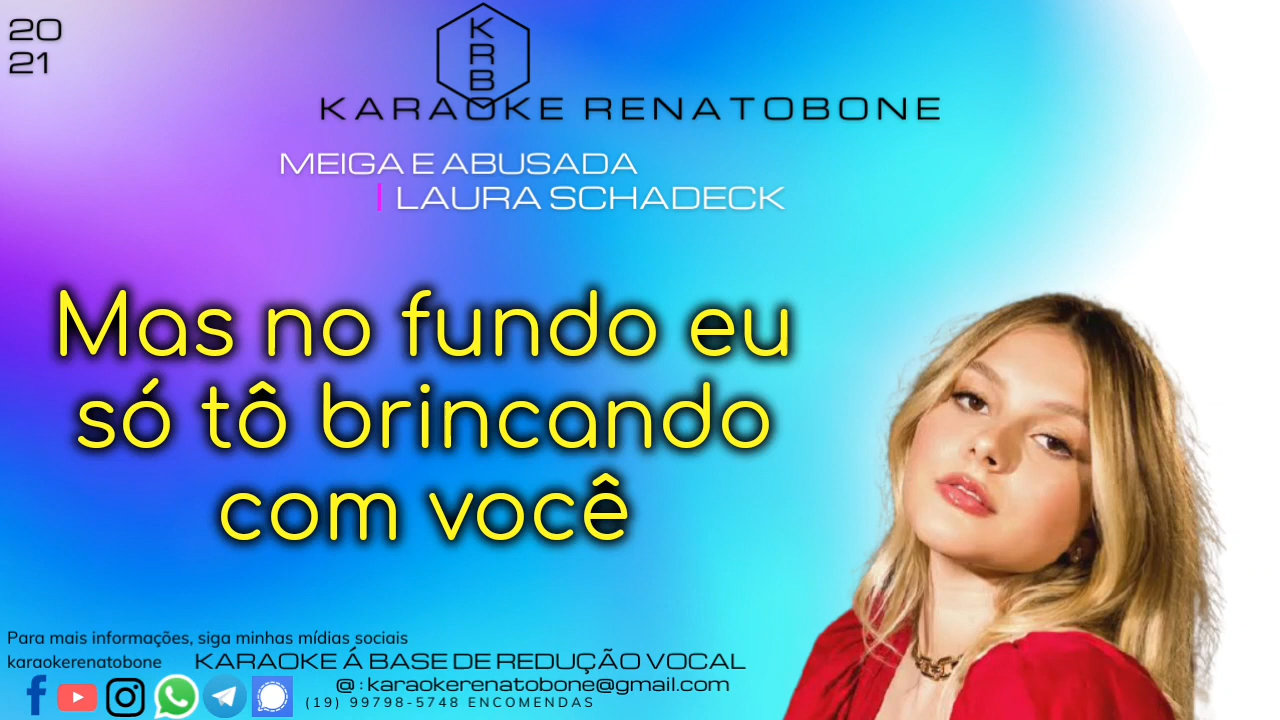 20
21
K
R
B
KARAOKE RENATOBONE
MEIGA E ABUSADA
| LAURA SCHADECK
Mas no fundo eu
só tô brincando
com você
Para mais informações, siga minhas mídias sociais
karaokerenatobone
KARAOKE Á BASE DE REDUÇÃO VOCAL
@ : karaokerenatobone@gmail.com
(19) 99798-5748 ENCOMENDAS